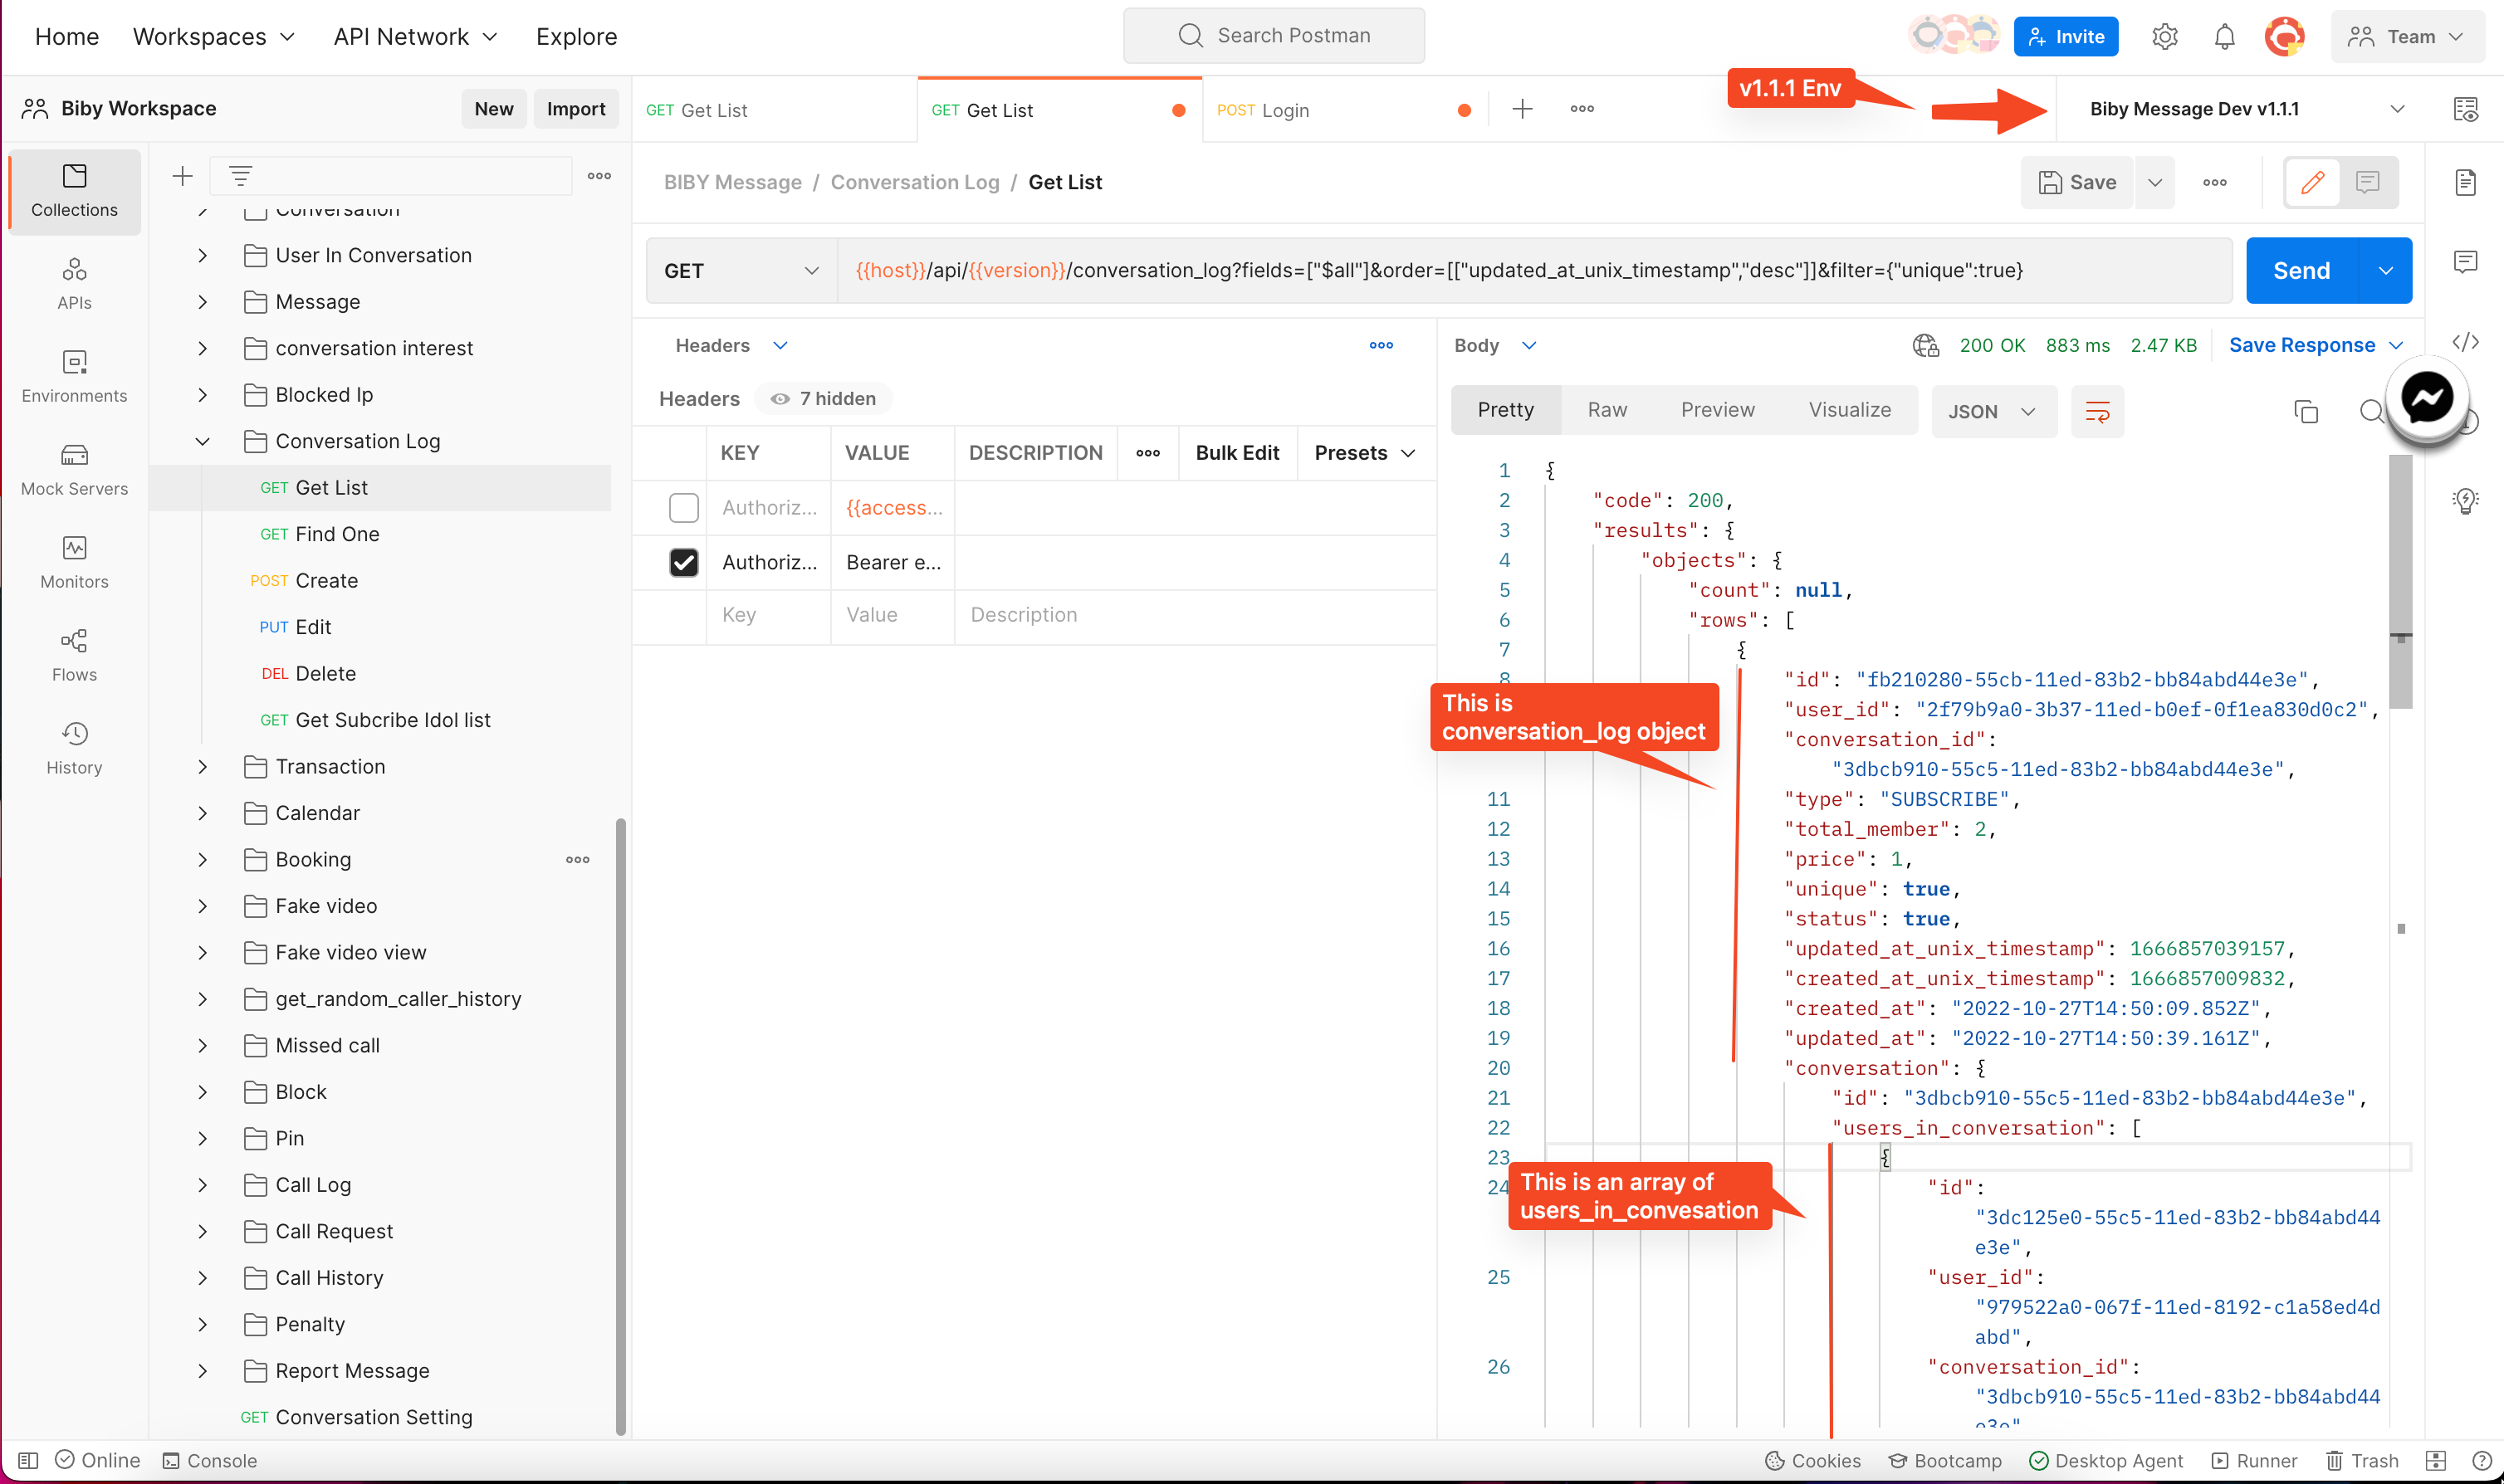 Home Workspaces API Network Explore
Search Postman
Invite Team
Biby Workspace New Import
GET Get List
GET Get List
POST Login
v1.1.1 Env
Biby Message Dev v1.1.1
Collections
APIs
Environments
Mock Servers
Monitors
Flows
History
Conversation
User In Conversation
Message
conversation interest
Blocked Ip
Conversation Log
GET Get List
GET Find One
POST Create
PUT Edit
DEL Delete
GET Get Subcribe Idol list
Transaction
Calendar
Booking
Fake video
Fake video view
get_random_caller_history
Missed call
Block
Pin
Call Log
Call Request
Call History
Penalty
Report Message
GET Conversation Setting
BIBY Message / Conversation Log / Get List
Save
GET
{{host}}/api/{{version}}/conversation_log?fields=["$all"]&order=[["updated_at_unix_timestamp","desc"]]&filter={"unique":true}
Send
Headers
Headers 7 hidden
KEY VALUE DESCRIPTION Bulk Edit Presets
Authoriz... {{access...
Authoriz... Bearer e...
Key Value Description
Body
200 OK 883 ms 2.47 KB Save Response
Pretty Raw Preview Visualize JSON
1 {
2 "code": 200,
3 "results": {
4 "objects": {
5 "count": null,
6 "rows": [
7 {
8 "id": "fb210280-55cb-11ed-83b2-bb84abd44e3e",
"user_id": "2f79b9a0-3b37-11ed-b0ef-0f1ea830d0c2",
"conversation_id":
"3dbcb910-55c5-11ed-83b2-bb84abd44e3e",
11 "type": "SUBSCRIBE",
12 "total_member": 2,
13 "price": 1,
14 "unique": true,
15 "status": true,
16 "updated_at_unix_timestamp": 1666857039157,
17 "created_at_unix_timestamp": 1666857009832,
18 "created_at": "2022-10-27T14:50:09.852Z",
19 "updated_at": "2022-10-27T14:50:39.161Z",
20 "conversation": {
21 "id": "3dbcb910-55c5-11ed-83b2-bb84abd44e3e",
22 "users_in_conversation": [
23 {
24 "id":
"3dc125e0-55c5-11ed-83b2-bb84abd44
e3e",
25 "user_id":
"979522a0-067f-11ed-8192-c1a58ed4d
abd",
26 "conversation_id":
"3dbcb910-55c5-11ed-83b2-bb84abd44
e3e"
This is
conversation_log object
This is an array of
users_in_convesation
Online Console
Cookies Bootcamp Desktop Agent Runner Trash